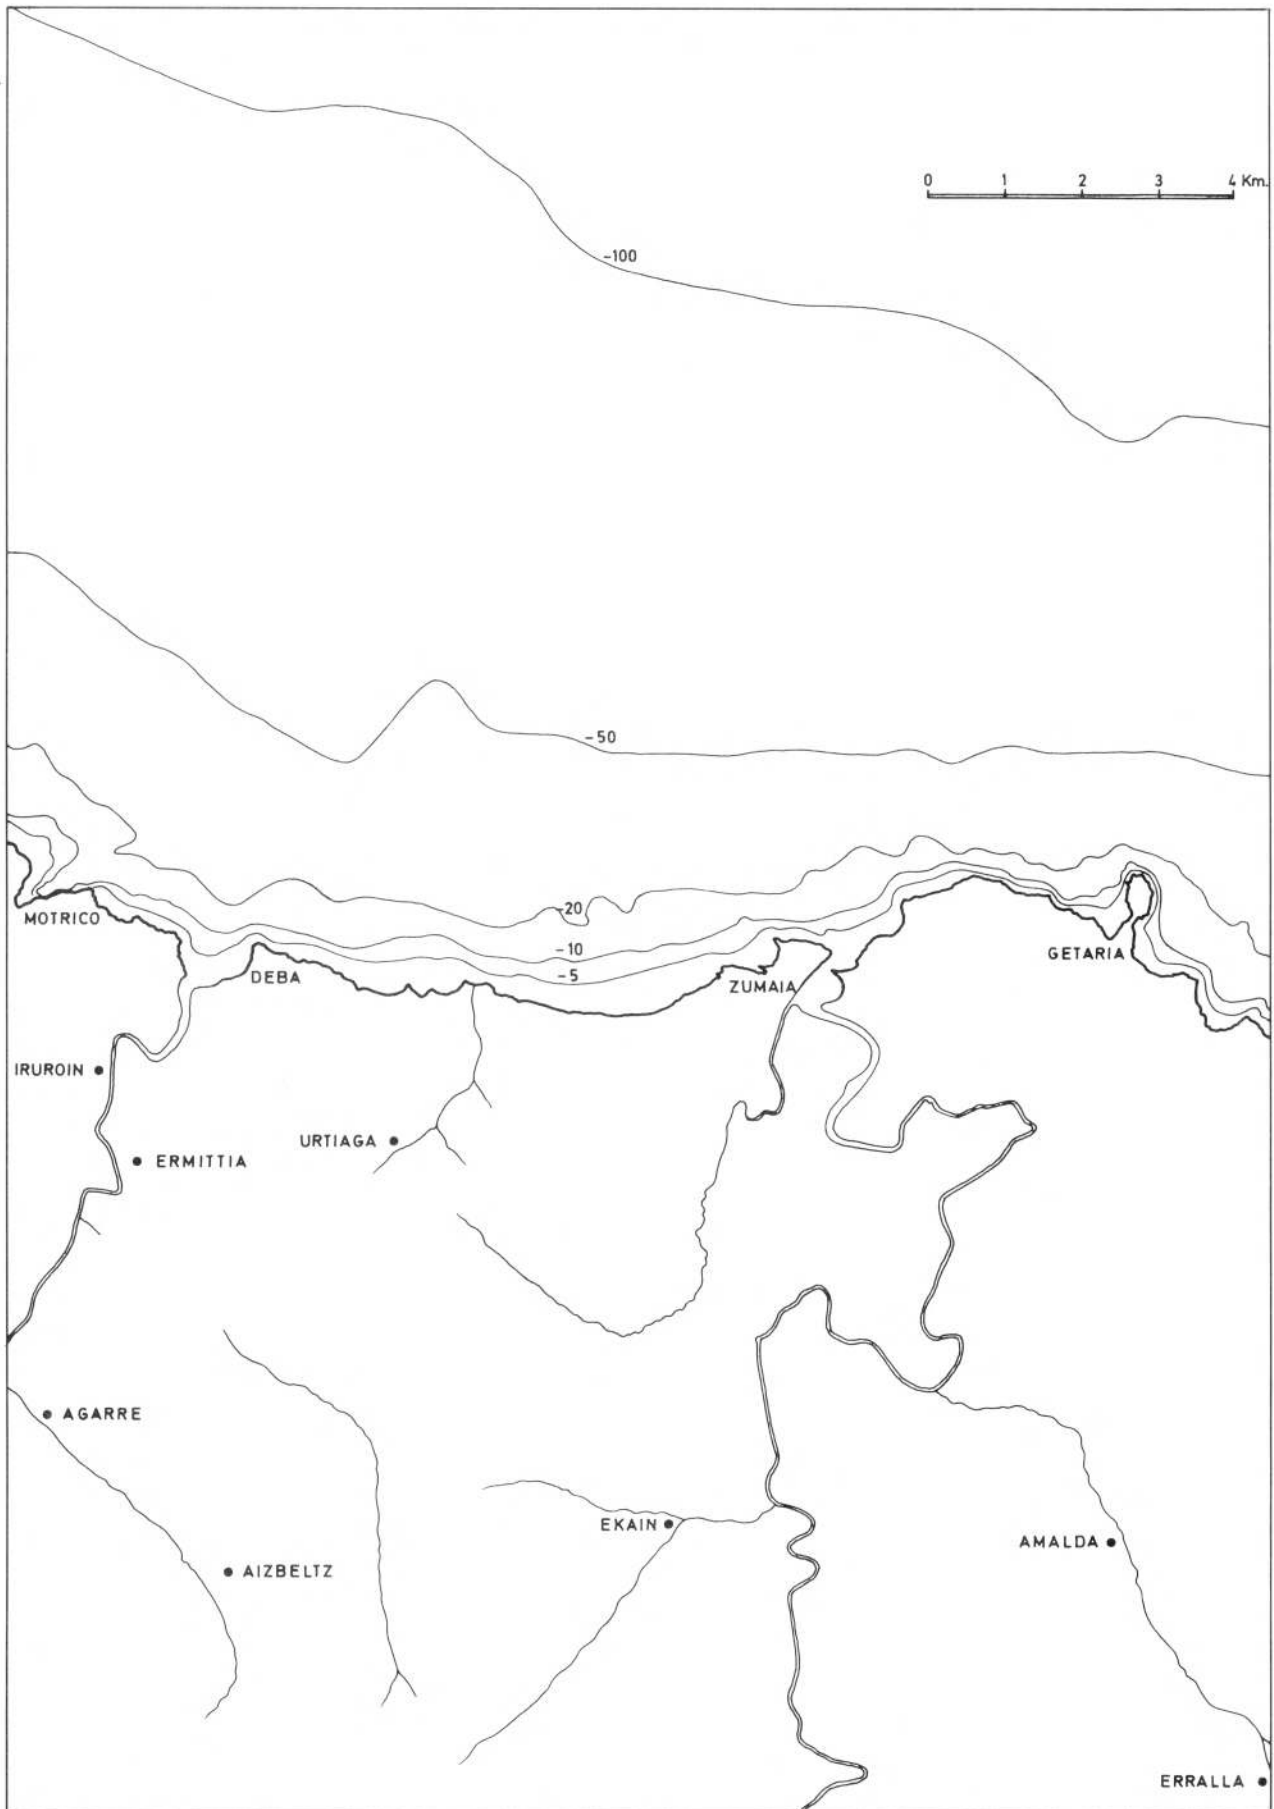 0 1 2 3 4 Km.
-100
-50
-20
MOTRICO
-10
GETARIA
-5
DEBA
ZUMAIA
IRUROIN
URTIAGA
ERMITTIA
AGARRE
EKAIN
AMALDA
AIZBELTZ
ERRALLA